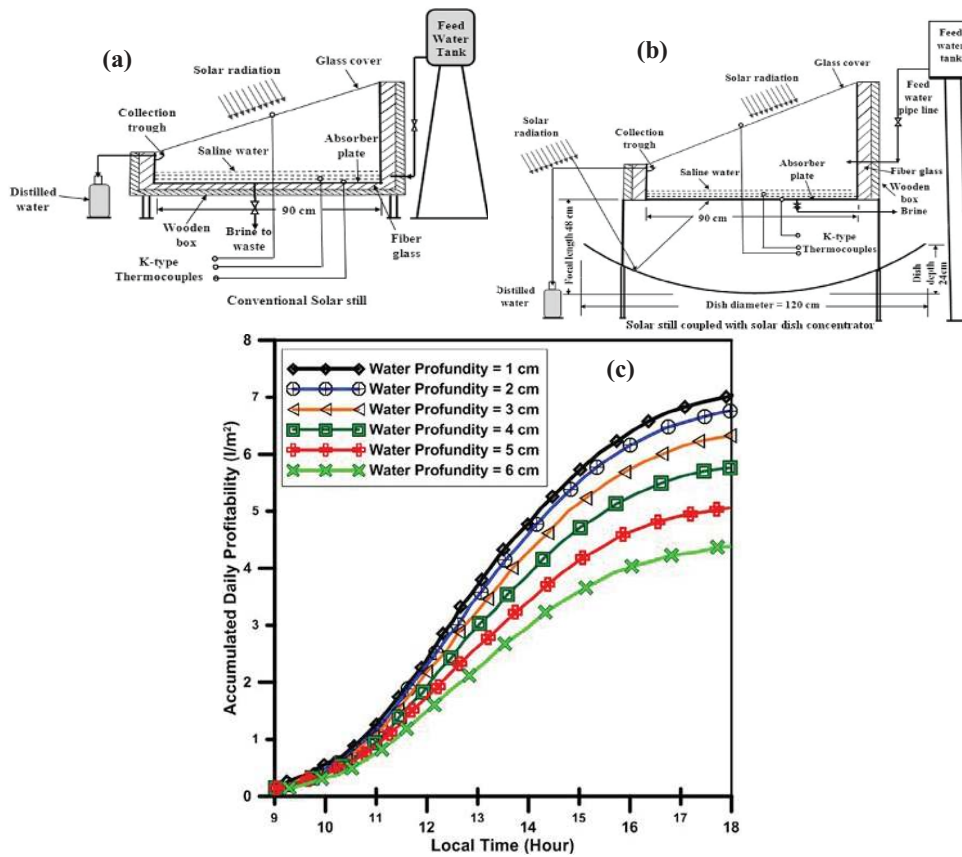 (a)
Feed
Water
Tank
Glass cover
Solar radiation
Collection
trough
Saline water
Absorber
plate
Distilled
water
90 cm
Wooden
box
Brine to
waste
Fiber
glass
K-type
Thermocouples
Conventional Solar still
(b)
Feed
water
tank
Glass cover
Solar radiation
Feed
water
pipe line
Solar
radiation
Collection
trough
Saline water
Absorber
plate
Fiber glass
Wooden
box
Brine
90 cm
Focal length 48 cm
K-type
Thermocouples
Distilled
water
Dish
depth
24cm
Dish diameter = 120 cm
Solar still coupled with solar dish concentrator
(c)
Water Profundity = 1 cm
Water Profundity = 2 cm
Water Profundity = 3 cm
Water Profundity = 4 cm
Water Profundity = 5 cm
Water Profundity = 6 cm
Accumulated Daily Profitability (l/m²)
8
7
6
5
4
3
2
1
0
9 10 11 12 13 14 15 16 17 18
Local Time (Hour)